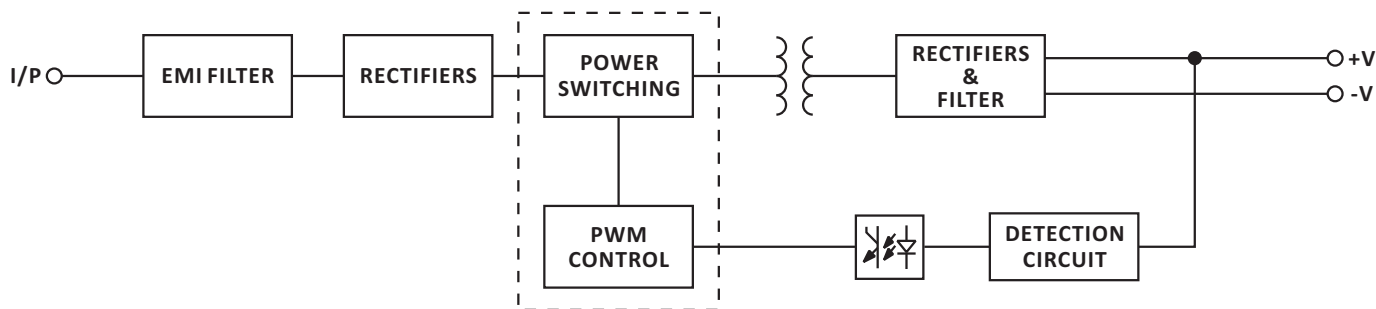 I/P
EMI FILTER
RECTIFIERS
POWER
SWITCHING
RECTIFIERS
&
FILTER
+V
-V
PWM
CONTROL
DETECTION
CIRCUIT